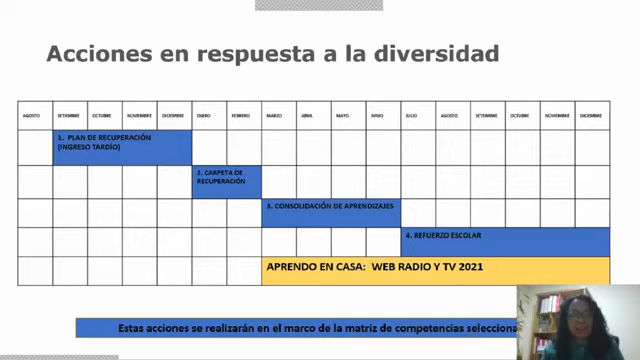 Acciones en respuesta a la diversidad
AGOSTO SETIEMBRE OCTUBRE NOVIEMBRE DICIEMBRE ENERO FEBRERO MARZO ABRIL MAYO JUNIO JULIO AGOSTO SETIEMBRE OCTUBRE NOVIEMBRE DICIEMBRE
1. PLAN DE RECUPERACIÓN
(INGRESO TARDÍO)
2. CARPETA DE
RECUPERACIÓN
3. CONSOLIDACIÓN DE APRENDIZAJES
4. REFUERZO ESCOLAR
APRENDO EN CASA: WEB RADIO Y TV 2021
Estas acciones se realizarán en el marco de la matriz de competencias selecciona